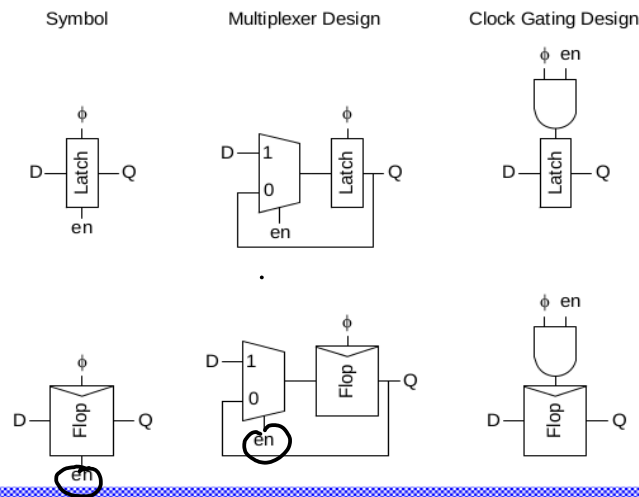 Symbol Multiplexer Design Clock Gating Design
ϕ en
ϕ ϕ
D Latch Q D 1 0 Latch Q D Latch Q
en en
ϕ en
ϕ ϕ
D Flop Q D 1 0 Flop Q D Flop Q
en en